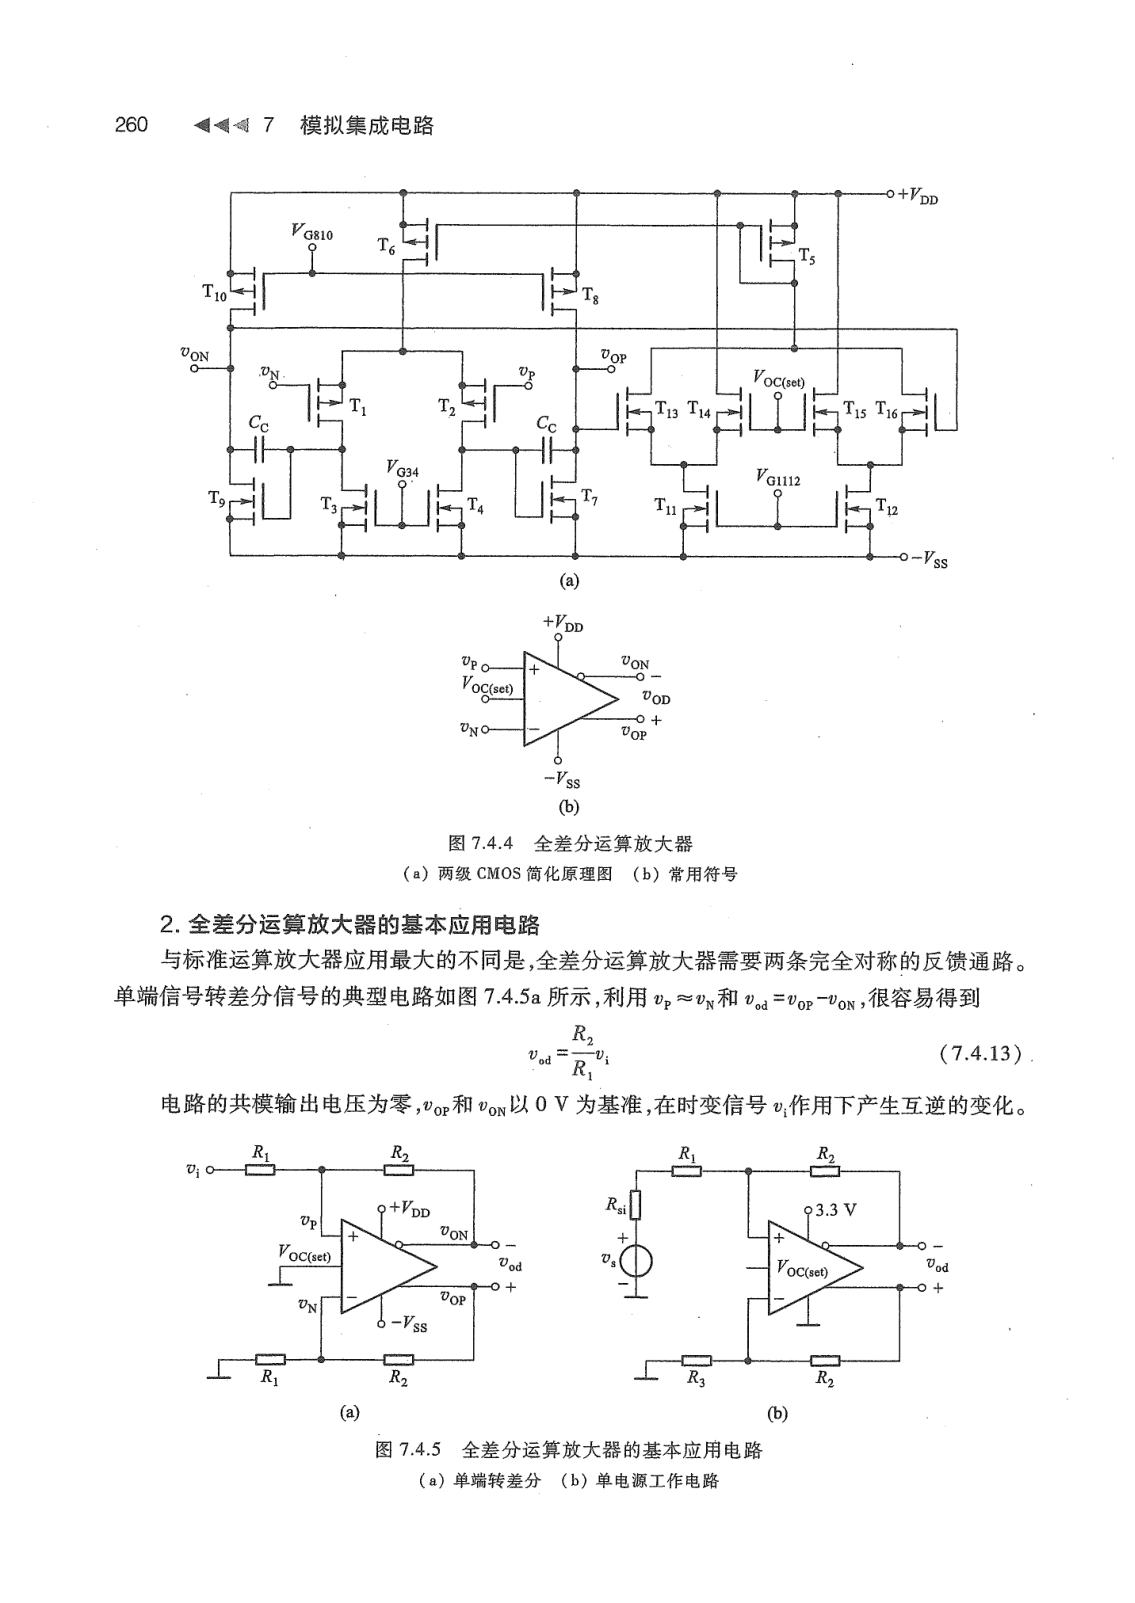 260 7 模拟集成电路
+VDD
VG810
T6
T5
T10
T8
vON
vOP
vN
vP
VOC(set)
T1
T2
T13 T14
T15 T16
CC
CC
VG34
VG1112
T9
T3
T4
T7
T11
T12
-VSS
(a)
+VDD
vP
+
vON
-
VOC(set)
vOD
vN
-
+
vOP
-VSS
(b)
图 7.4.4 全差分运算放大器
(a) 两级 CMOS 简化原理图 (b) 常用符号
2. 全差分运算放大器的基本应用电路
与标准运算放大器应用最大的不同是,全差分运算放大器需要两条完全对称的反馈通路。
单端信号转差分信号的典型电路如图 7.4.5a 所示,利用 vP≈vN和 vod=vOP-vON,很容易得到
vod=R2/R1 vi (7.4.13)
电路的共模输出电压为零,vOP和 vON以 0 V 为基准,在时变信号 vi作用下产生互逆的变化。
R1
R2
vi
+VDD
vP
+
vON
-
VOC(set)
vod
vN
-
+
vOP
-VSS
R1
R2
(a)
R1
R2
Rsi
3.3 V
+
+
-
vs
VOC(set)
vod
-
-
+
R3
R2
(b)
图 7.4.5 全差分运算放大器的基本应用电路
(a) 单端转差分 (b) 单电源工作电路